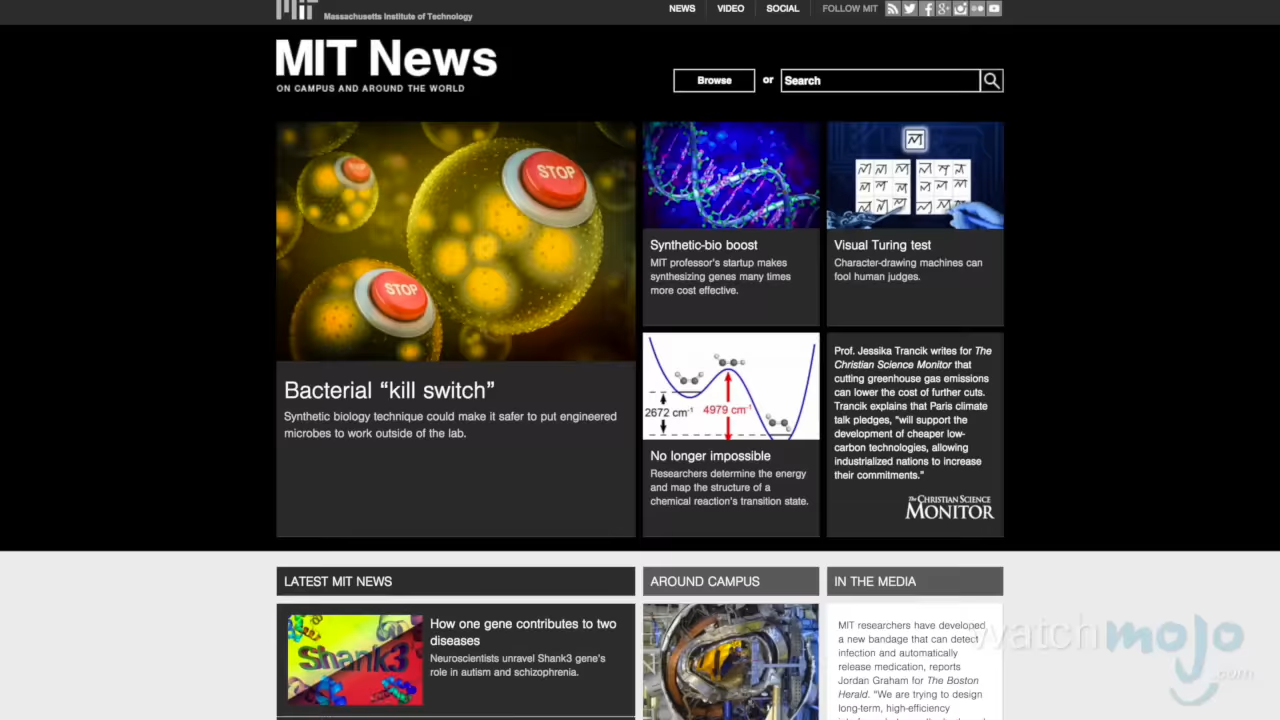 Massachusetts Institute of Technology
NEWS VIDEO SOCIAL FOLLOW MIT
MIT News
ON CAMPUS AND AROUND THE WORLD
Browse or Search
STOP
STOP
Bacterial “kill switch”
Synthetic biology technique could make it safer to put engineered
microbes to work outside of the lab.
Synthetic-bio boost
MIT professor's startup makes
synthesizing genes many times
more cost effective.
Visual Turing test
Character-drawing machines can
fool human judges.
2672 cm⁻¹
4979 cm⁻¹
No longer impossible
Researchers determine the energy
and map the structure of a
chemical reaction's transition state.
Prof. Jessika Trancik writes for The
Christian Science Monitor that
cutting greenhouse gas emissions
can lower the cost of further cuts.
Trancik explains that Paris climate
talk pledges, “will support the
development of cheaper low-
carbon technologies, allowing
industrialized nations to increase
their commitments.”
The CHRISTIAN SCIENCE
MONITOR
LATEST MIT NEWS
Shank3
How one gene contributes to two
diseases
Neuroscientists unravel Shank3 gene's
role in autism and schizophrenia.
AROUND CAMPUS
IN THE MEDIA
MIT researchers have developed
a new bandage that can detect
infection and automatically
release medication, reports
Jordan Graham for The Boston
Herald. “We are trying to design
long-term, high-efficiency
watchmojo
.com